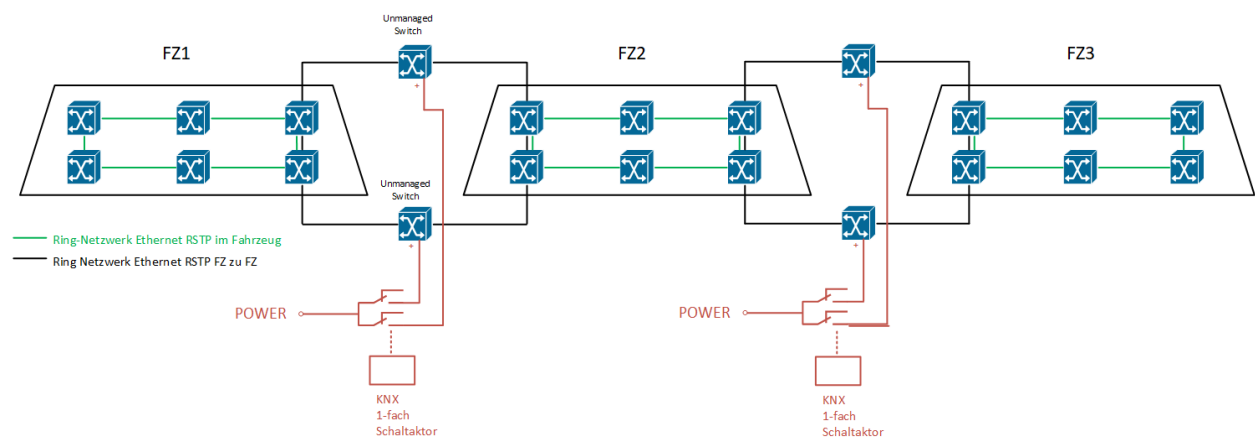 Unmanaged
Switch
FZ1
FZ2
FZ3
+
+
Unmanaged
Switch
+
+
Ring-Netzwerk Ethernet RSTP im Fahrzeug
Ring Netzwerk Ethernet RSTP FZ zu FZ
POWER
POWER
KNX
1-fach
Schaltaktor
KNX
1-fach
Schaltaktor